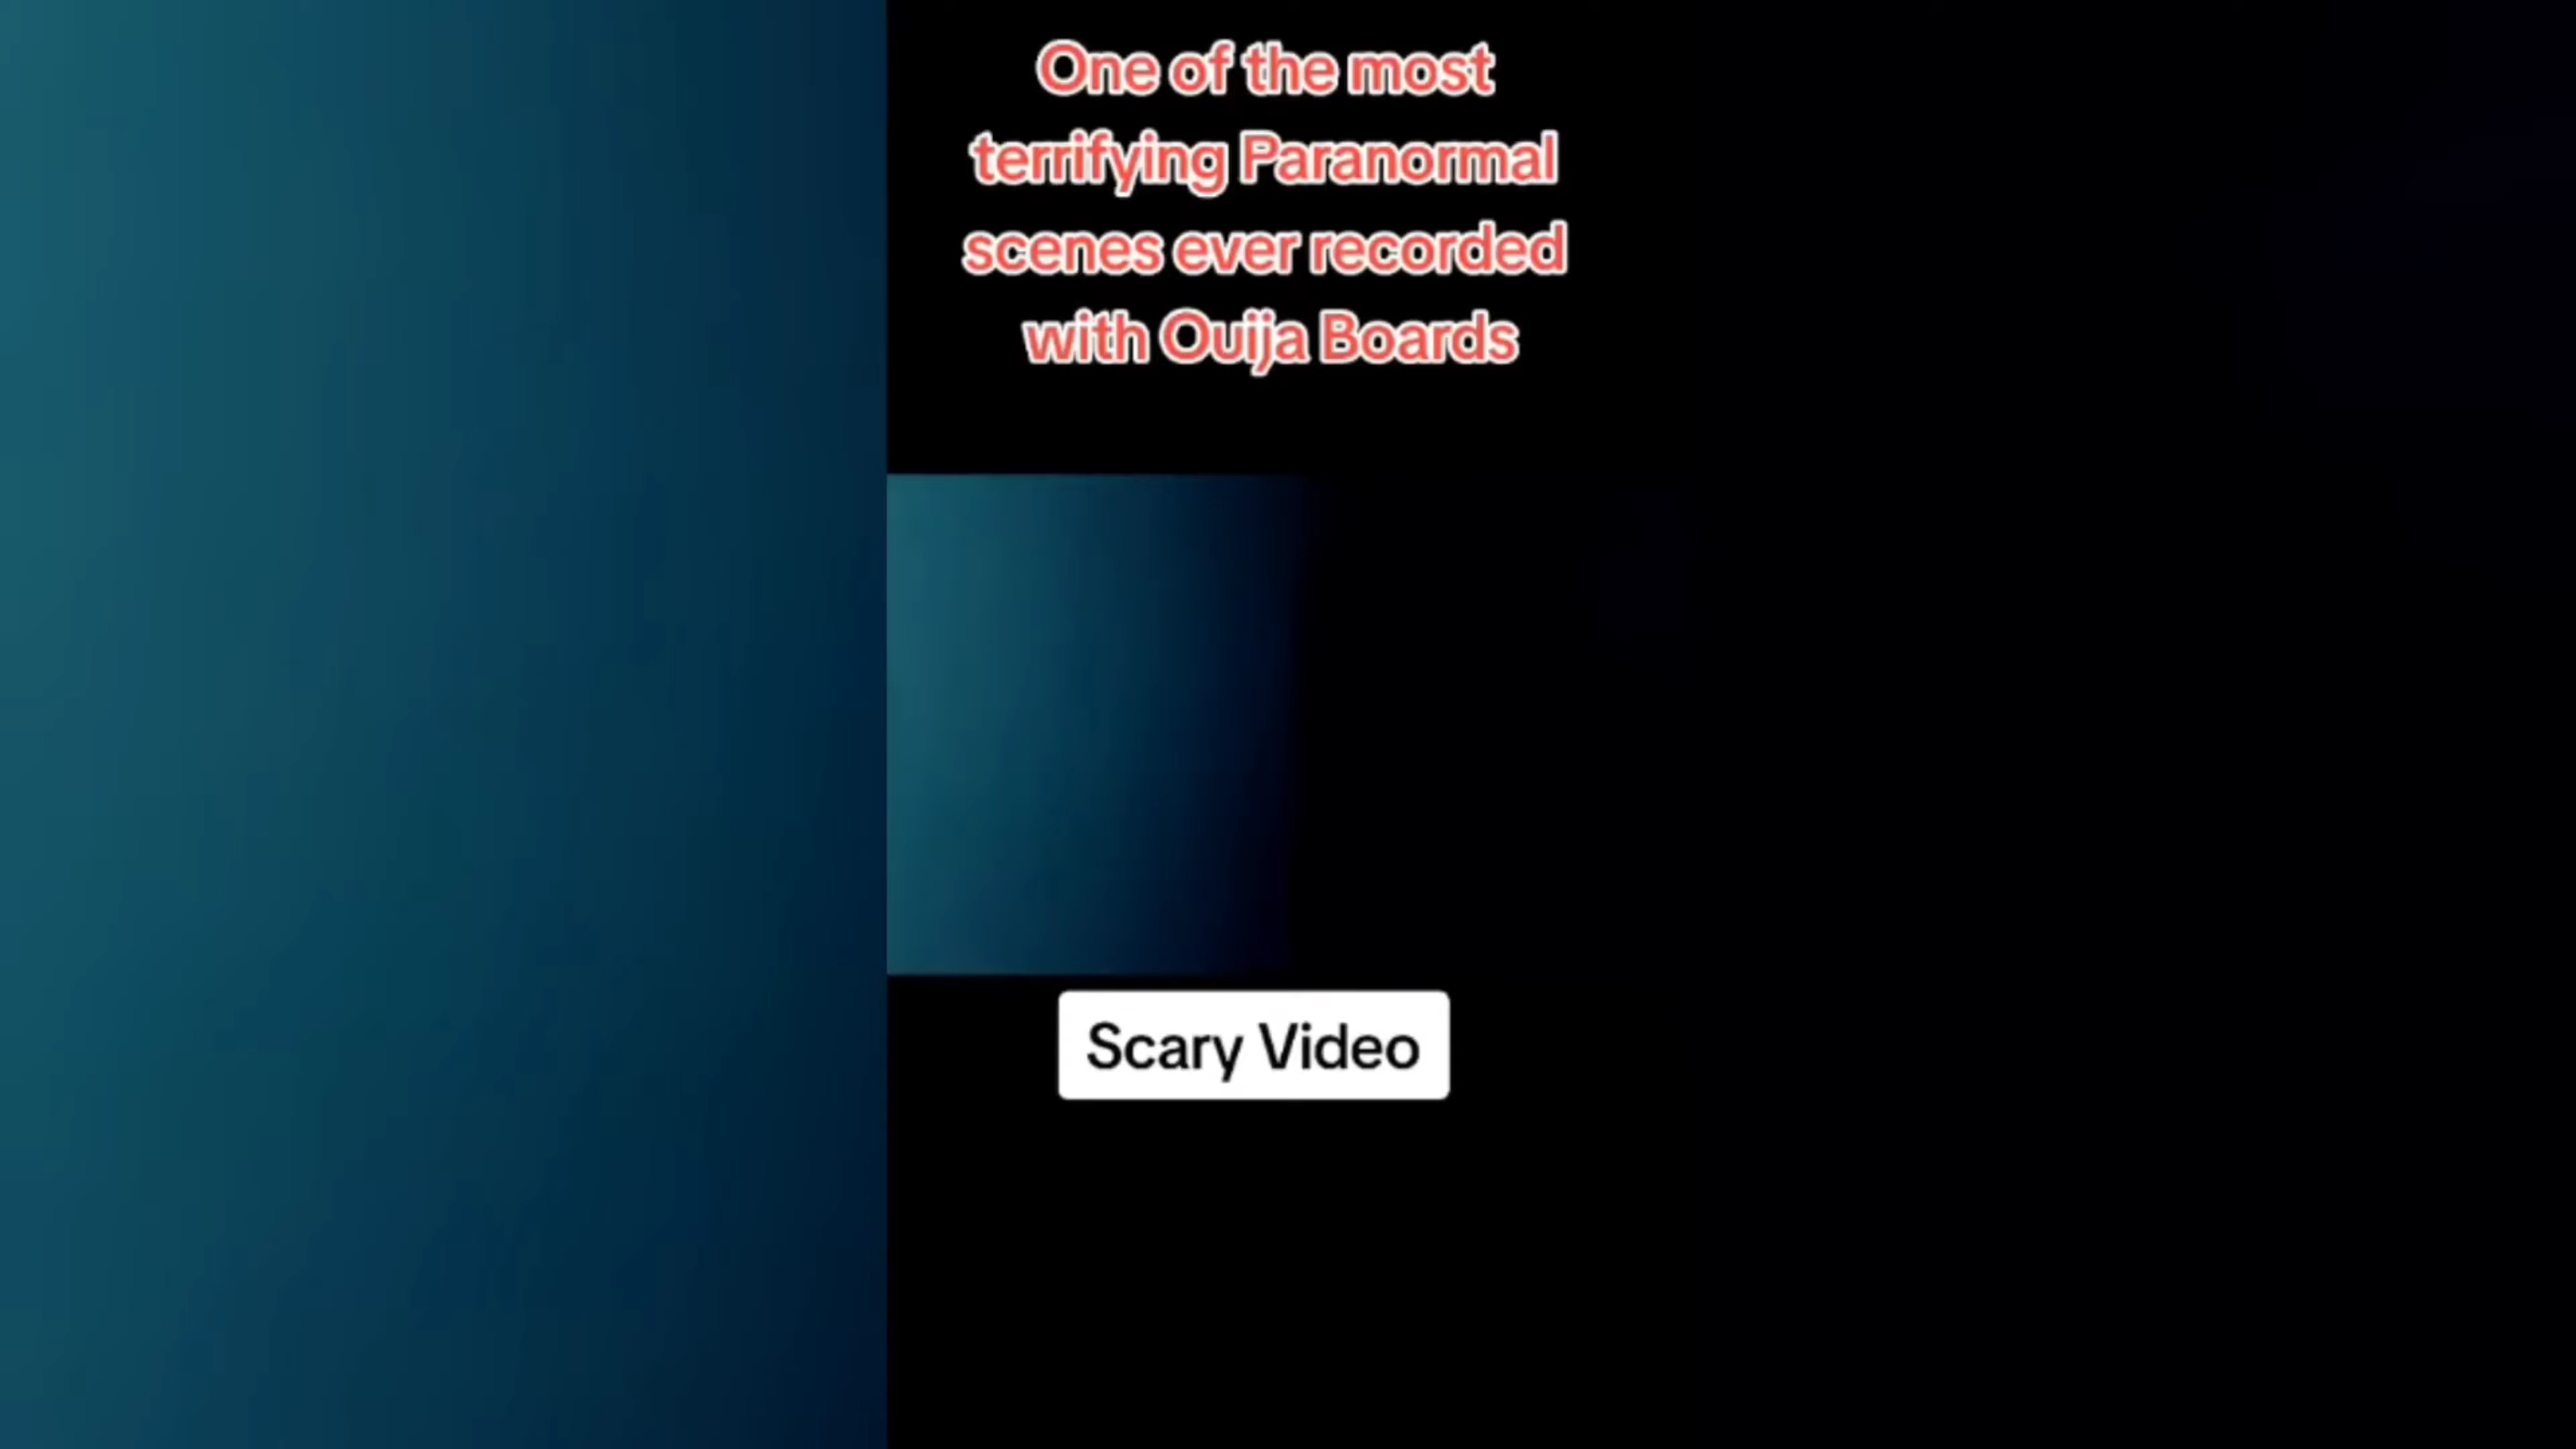 One of the most
terrifying Paranormal
scenes ever recorded
with Ouija Boards
Scary Video